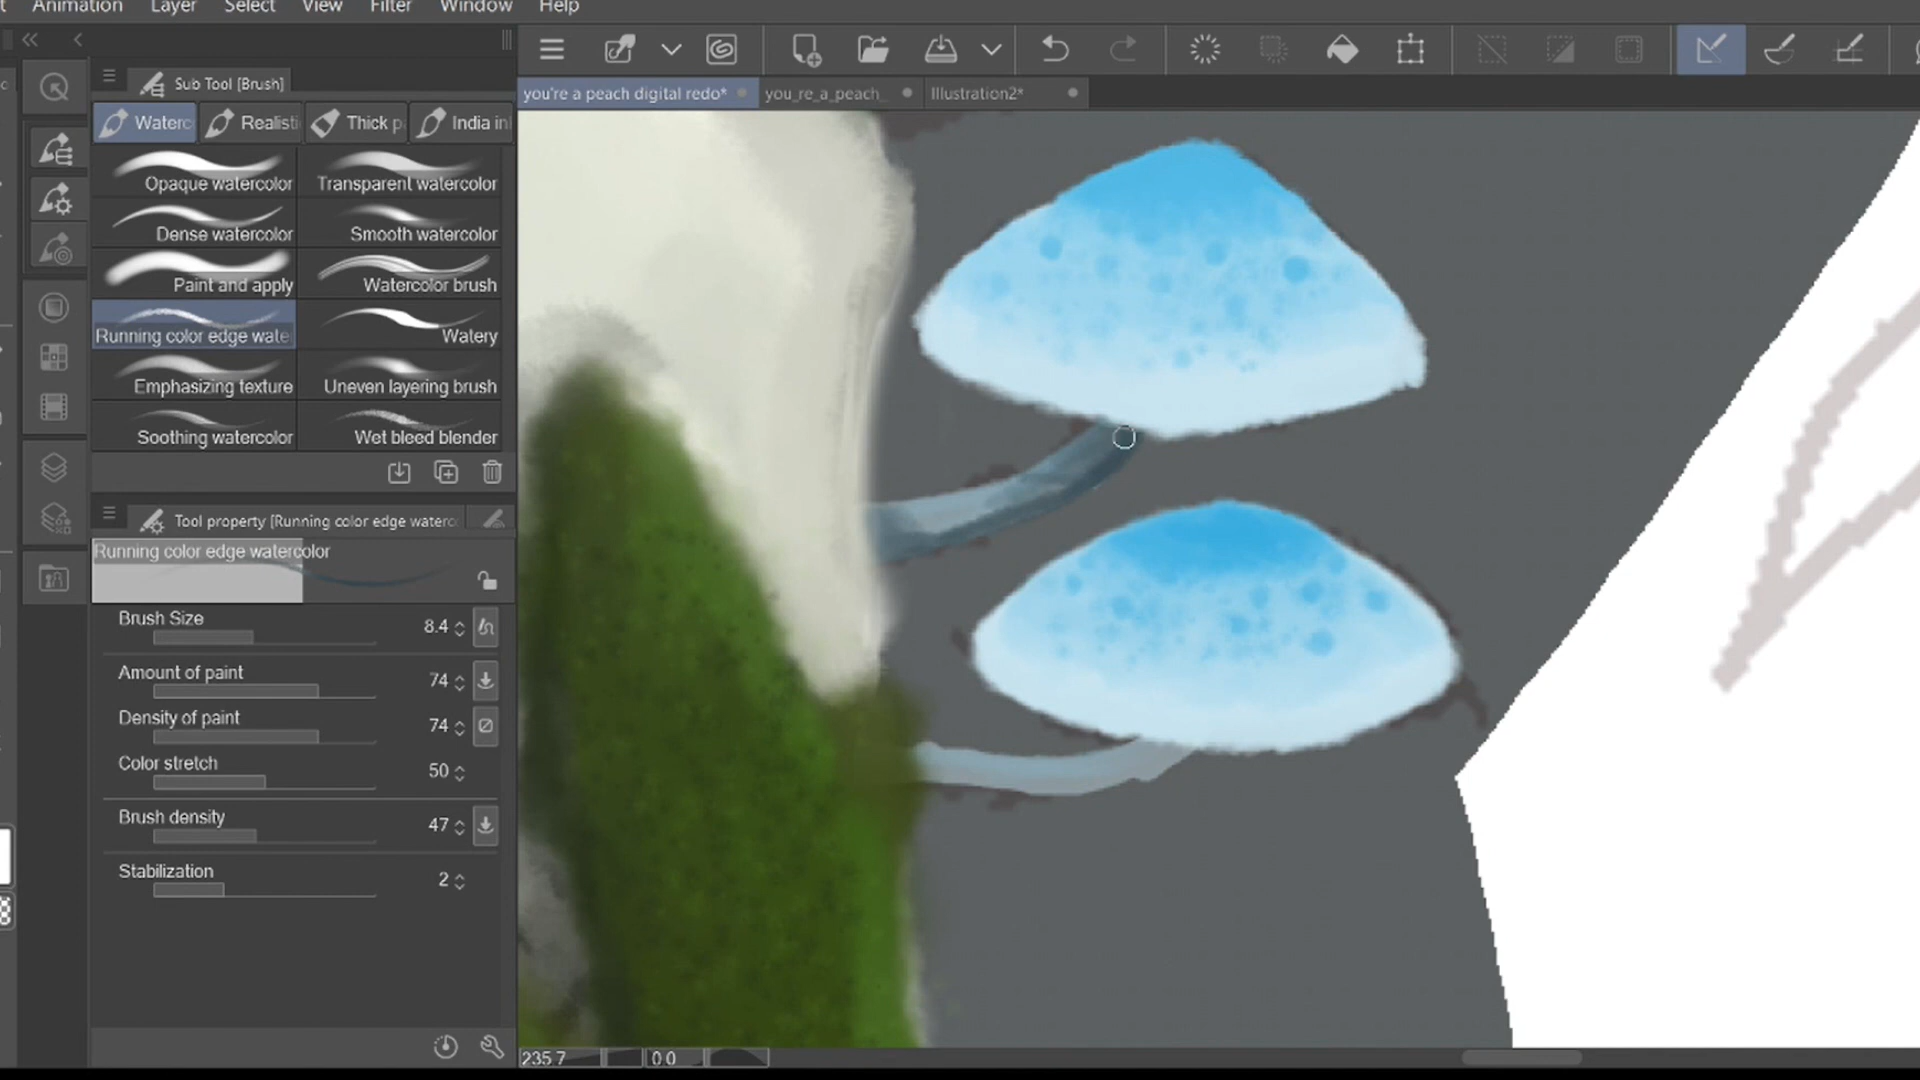 Animation Layer Select View Filter Window Help
Sub Tool [Brush]
you're a peach digital redo* you_re_a_peach_ Illustration2*
Waterc Realisti Thick p India in
Opaque watercolor Transparent watercolor
Dense watercolor Smooth watercolor
Paint and apply Watercolor brush
Running color edge wate Watery
Emphasizing texture Uneven layering brush
Soothing watercolor Wet bleed blender
Tool property [Running color edge waterc
Running color edge watercolor
Brush Size 8.4
Amount of paint 74
Density of paint 74
Color stretch 50
Brush density 47
Stabilization 2
235.7 0.0